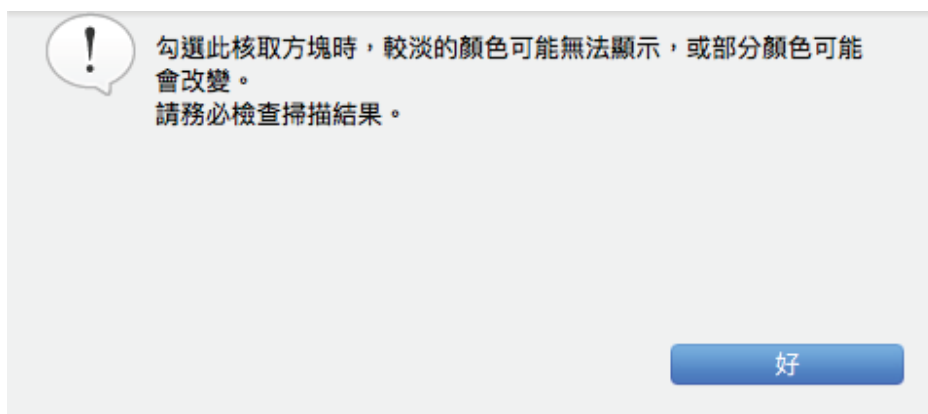 勾選此核取方塊時，較淡的顏色可能無法顯示，或部分顏色可能
會改變。
請務必檢查掃描結果。
好